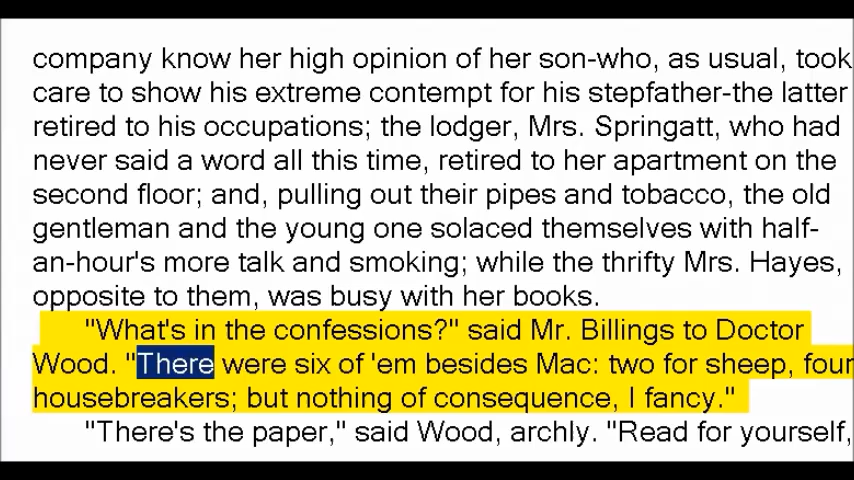 company know her high opinion of her son-who, as usual, took
care to show his extreme contempt for his stepfather-the latter
retired to his occupations; the lodger, Mrs. Springatt, who had
never said a word all this time, retired to her apartment on the
second floor; and, pulling out their pipes and tobacco, the old
gentleman and the young one solaced themselves with half-
an-hour's more talk and smoking; while the thrifty Mrs. Hayes,
opposite to them, was busy with her books.
"What's in the confessions?" said Mr. Billings to Doctor
Wood. "There were six of 'em besides Mac: two for sheep, four
housebreakers; but nothing of consequence, I fancy."
"There's the paper," said Wood, archly. "Read for yourself,